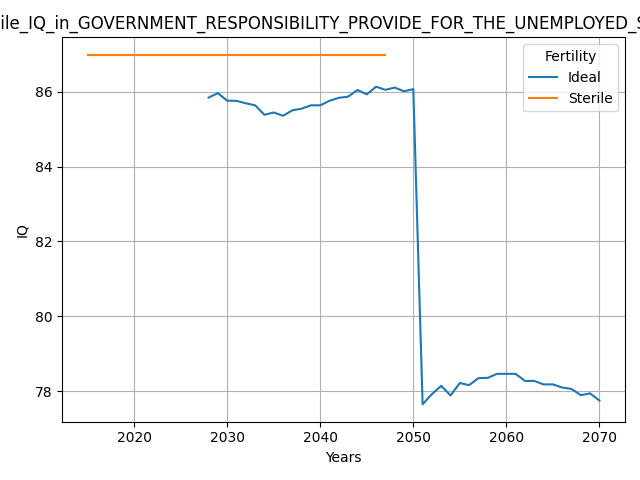 ile_IQ_in_GOVERNMENT_RESPONSIBILITY_PROVIDE_FOR_THE_UNEMPLOYED_S
Fertility
Ideal
Sterile
IQ
86
84
82
80
78
2020 2030 2040 2050 2060 2070
Years